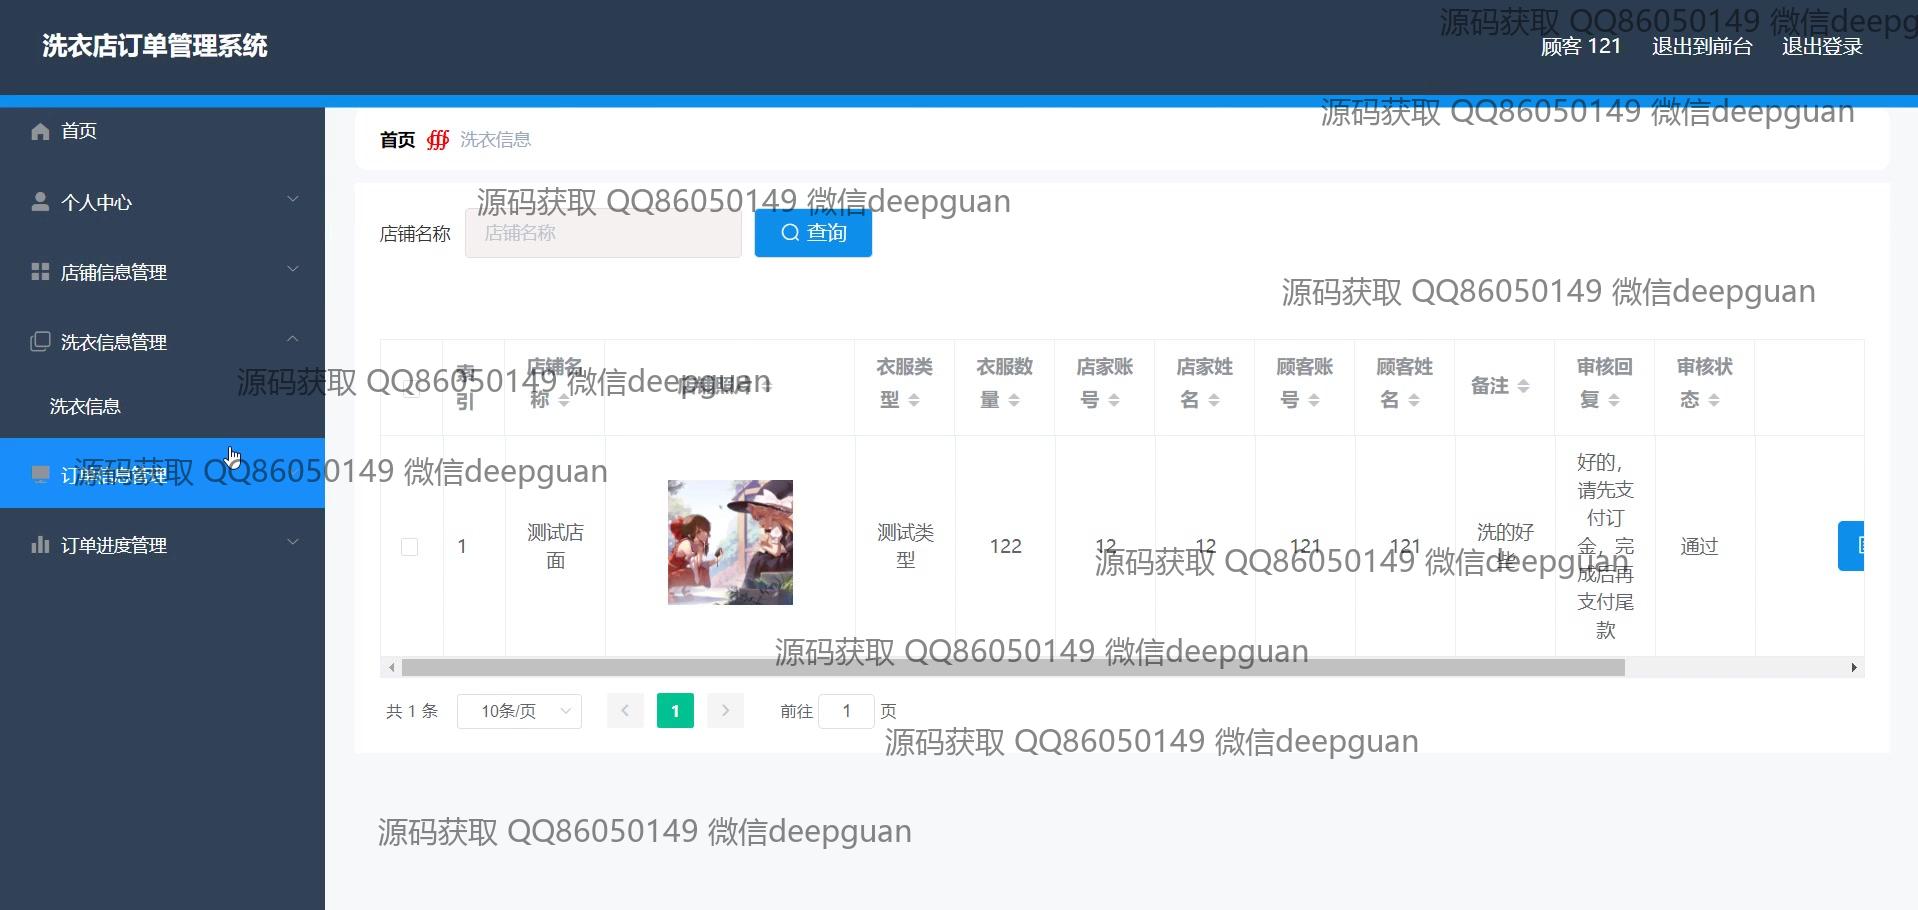 源码获取 QQ86050149 微信deepg
洗衣店订单管理系统
顾客 121 退出到前台 退出登录
源码获取 QQ86050149 微信deepguan
首页
首页 洗衣信息
个人中心
源码获取 QQ86050149 微信deepguan
店铺名称 店铺名称 查询
店铺信息管理
源码获取 QQ86050149 微信deepguan
洗衣信息管理
源码获取 QQ86050149 微信deepguan
索引
店铺名称
衣服类型
衣服数量
店家账号
店家姓名
顾客账号
顾客姓名
备注
审核回复
审核状态
洗衣信息
订单信息管理
源码获取 QQ86050149 微信deepguan
订单进度管理
1
测试店面
测试类型
122
12
12
121
121
洗的好些
好的，
请先支
付订
金，完
成后再
支付尾
款
通过
源码获取 QQ86050149 微信deepguan
源码获取 QQ86050149 微信deepguan
共 1 条 10条/页 1 前往 1 页
源码获取 QQ86050149 微信deepguan
源码获取 QQ86050149 微信deepguan